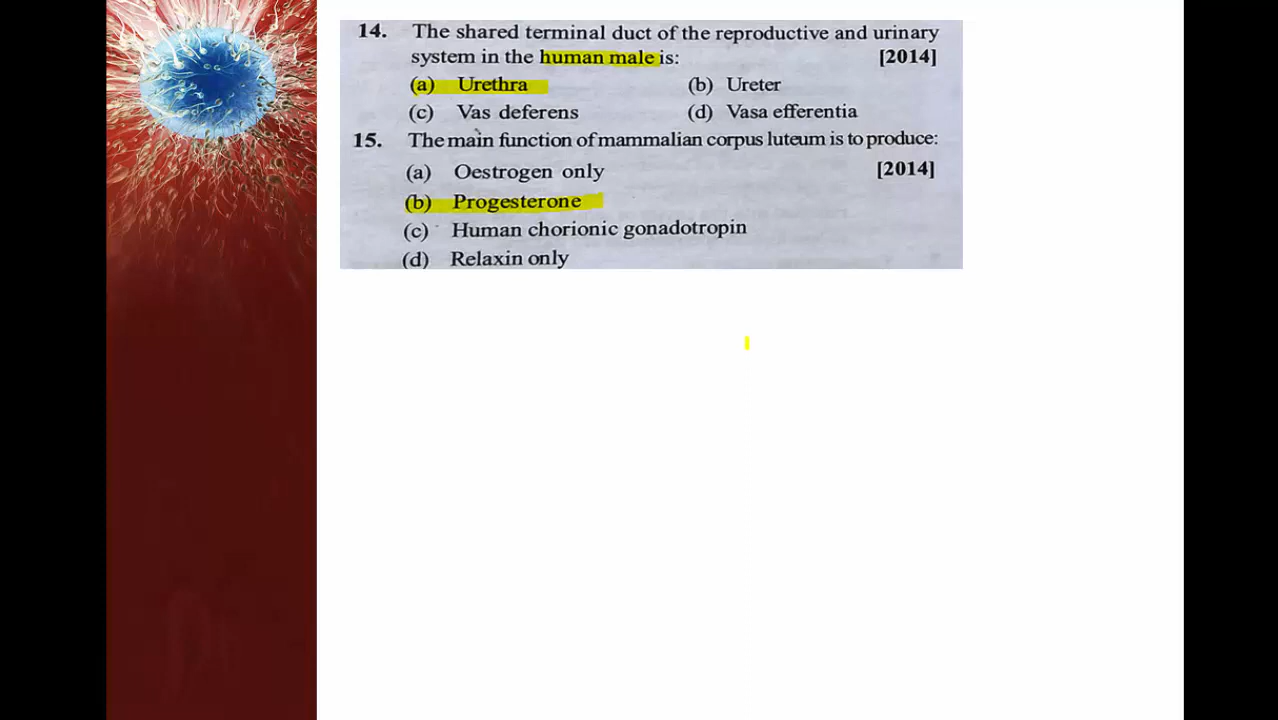 14. The shared terminal duct of the reproductive and urinary
system in the human male is: [2014]
(a) Urethra (b) Ureter
(c) Vas deferens (d) Vasa efferentia
15. The main function of mammalian corpus luteum is to produce:
(a) Oestrogen only [2014]
(b) Progesterone
(c) Human chorionic gonadotropin
(d) Relaxin only